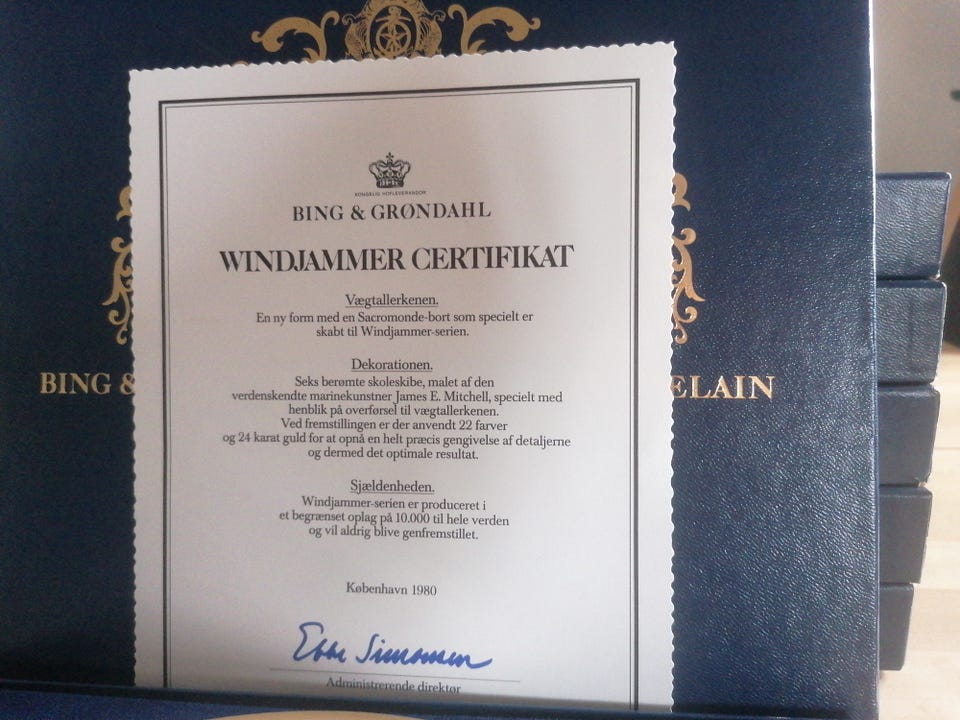 KONGELIG HOFLEVERANDØR
BING & GRØNDAHL
WINDJAMMER CERTIFIKAT
Vægtallerkenen.
En ny form med en Sacromonde-bort som specielt er
skabt til Windjammer-serien.
Dekorationen.
Seks berømte skoleskibe, malet af den
verdenskendte marinekunstner James E. Mitchell, specielt med
henblik på overførsel til vægtallerkenen.
Ved fremstillingen er der anvendt 22 farver
og 24 karat guld for at opnå en helt præcis gengivelse af detaljerne
og dermed det optimale resultat.
Sjældenheden.
Windjammer-serien er produceret i
et begrænset oplag på 10.000 til hele verden
og vil aldrig blive genfremstillet.
København 1980
Ebbe Simonsen
Administrerende direktør
BING & ELAIN